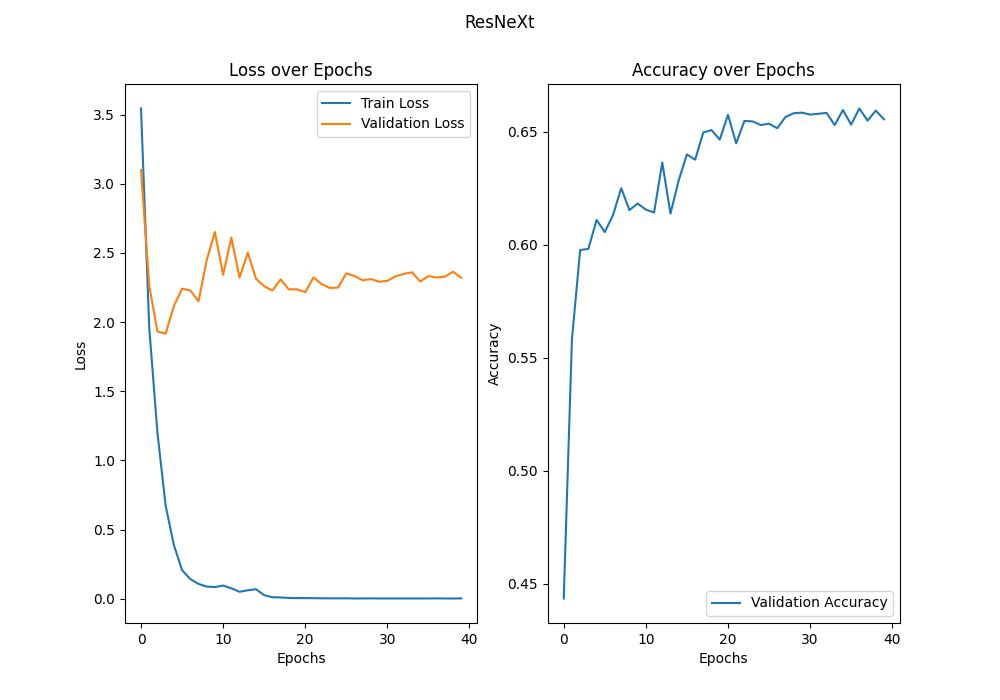 ResNeXt
Loss over Epochs
Train Loss
Validation Loss
3.5
3.0
2.5
2.0
1.5
1.0
0.5
0.0
Loss
0 10 20 30 40
Epochs
Accuracy over Epochs
0.65
0.60
0.55
0.50
0.45
Accuracy
Validation Accuracy
0 10 20 30 40
Epochs